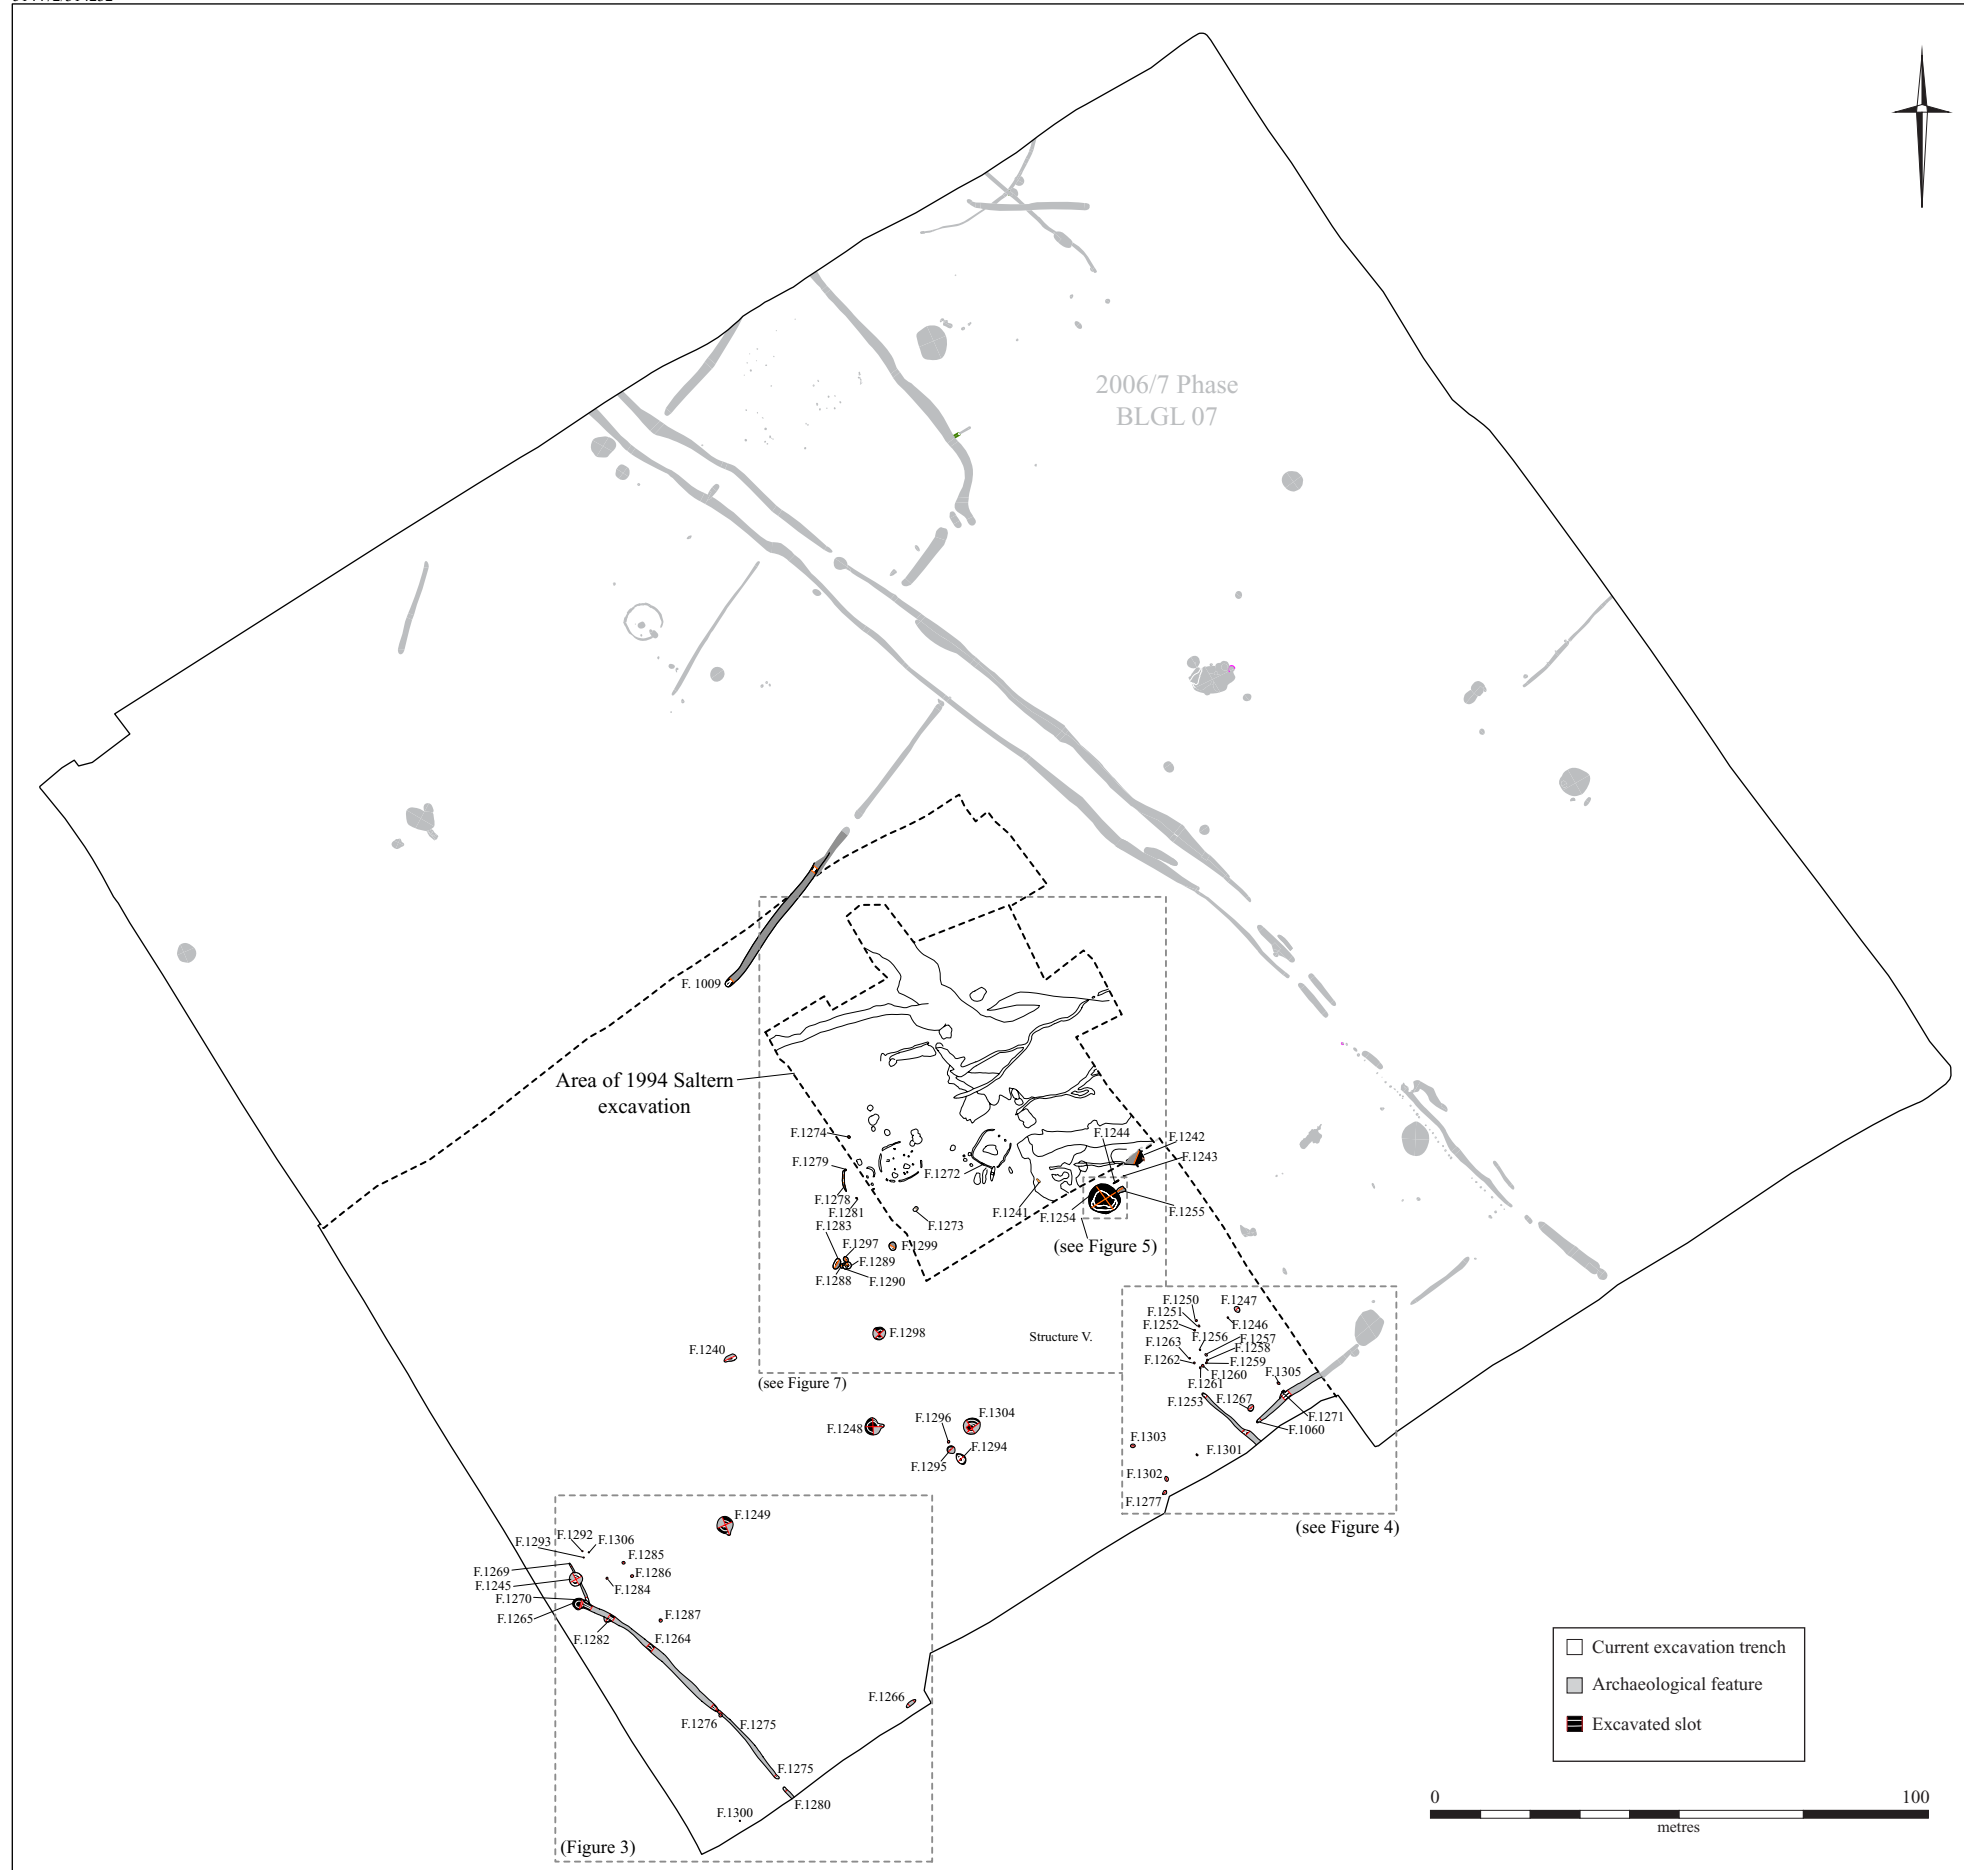 2006/7 Phase
BLGL 07
F. 1009
Area of 1994 Saltern
excavation
F.1274
F.1279
F.1278
F.1281
F.1283
F.1297
F.1289
F.1288
F.1290
F.1299
F.1273
F.1272
F.1241
F.1244
F.1242
F.1243
F.1254
F.1255
(see Figure 5)
F.1298
Structure V.
F.1240
(see Figure 7)
F.1250
F.1247
F.1251
F.1252
F.1246
F.1256
F.1257
F.1263
F.1258
F.1262
F.1259
F.1260
F.1305
F.1261
F.1253
F.1267
F.1271
F.1060
F.1303
F.1301
F.1302
F.1277
(see Figure 4)
F.1248
F.1296
F.1304
F.1294
F.1295
F.1249
F.1292
F.1306
F.1293
F.1285
F.1269
F.1286
F.1245
F.1284
F.1270
F.1265
F.1287
F.1282
F.1264
F.1266
F.1276
F.1275
F.1275
F.1280
F.1300
(Figure 3)
Current excavation trench
Archaeological feature
Excavated slot
0 100
metres